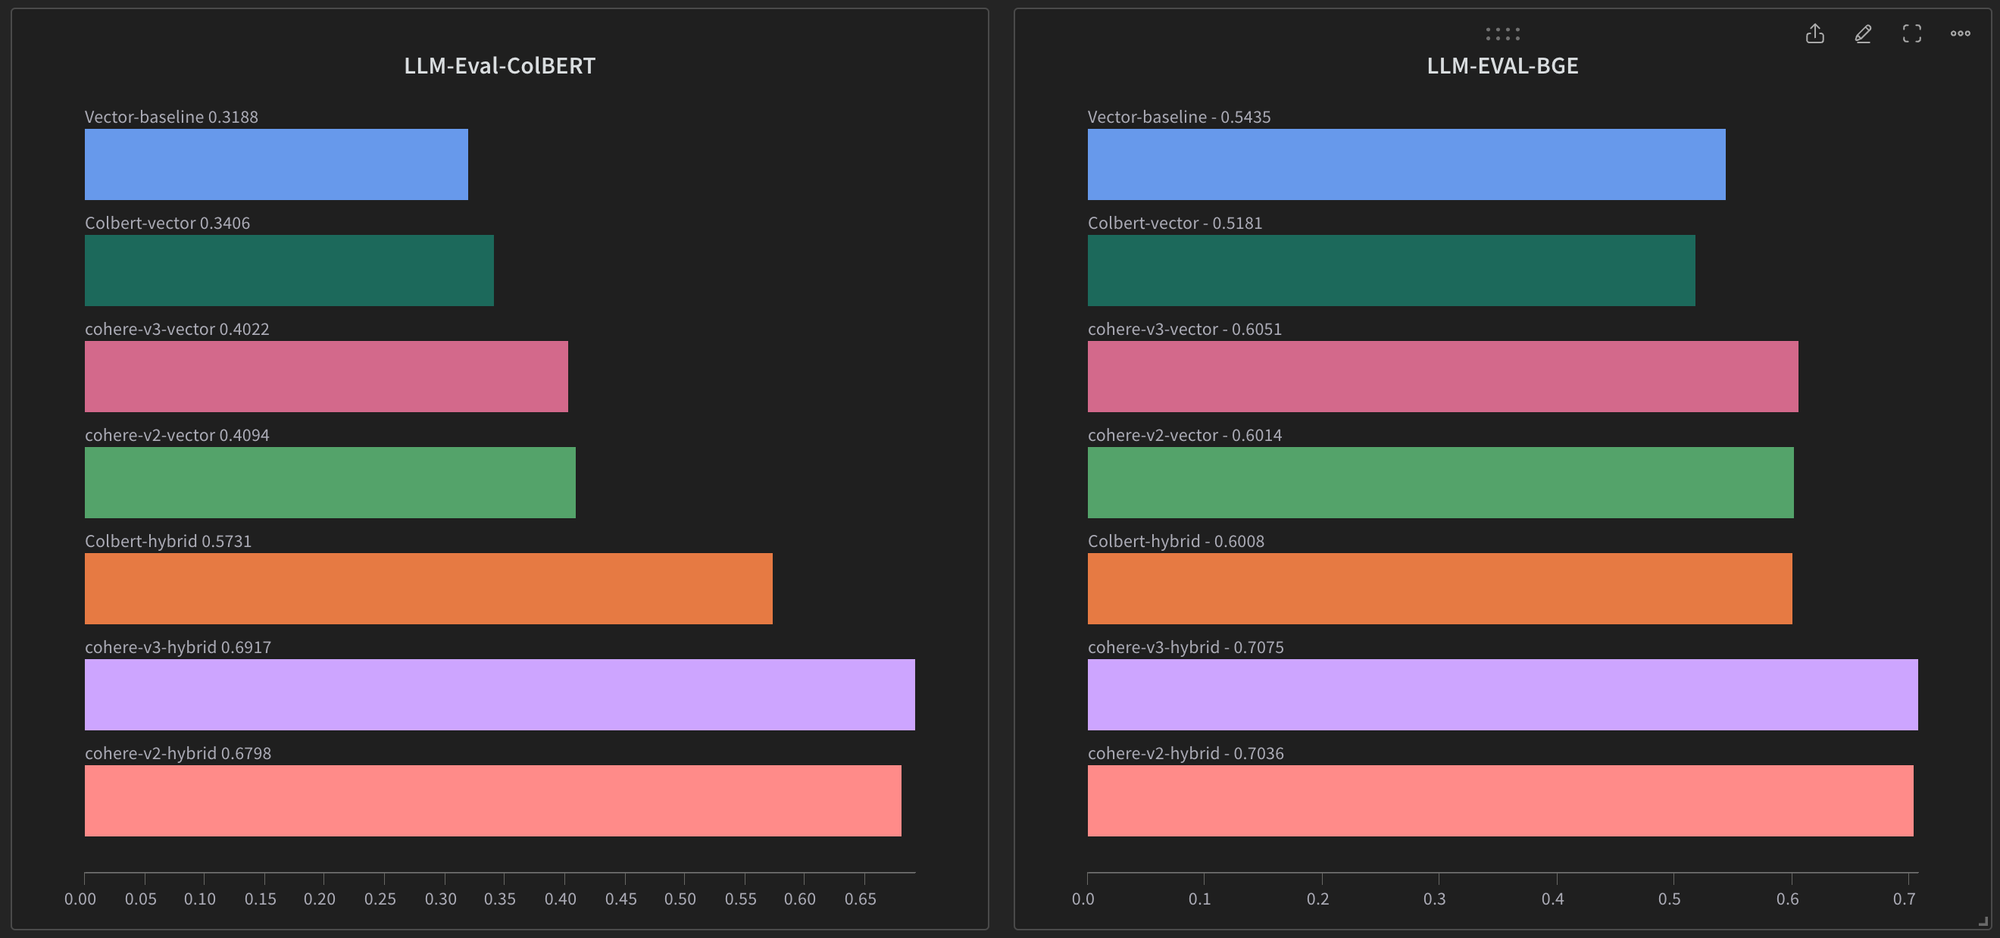 LLM-Eval-ColBERT
Vector-baseline 0.3188
Colbert-vector 0.3406
cohere-v3-vector 0.4022
cohere-v2-vector 0.4094
Colbert-hybrid 0.5731
cohere-v3-hybrid 0.6917
cohere-v2-hybrid 0.6798
0.00 0.05 0.10 0.15 0.20 0.25 0.30 0.35 0.40 0.45 0.50 0.55 0.60 0.65
LLM-EVAL-BGE
Vector-baseline - 0.5435
Colbert-vector - 0.5181
cohere-v3-vector - 0.6051
cohere-v2-vector - 0.6014
Colbert-hybrid - 0.6008
cohere-v3-hybrid - 0.7075
cohere-v2-hybrid - 0.7036
0.0 0.1 0.2 0.3 0.4 0.5 0.6 0.7